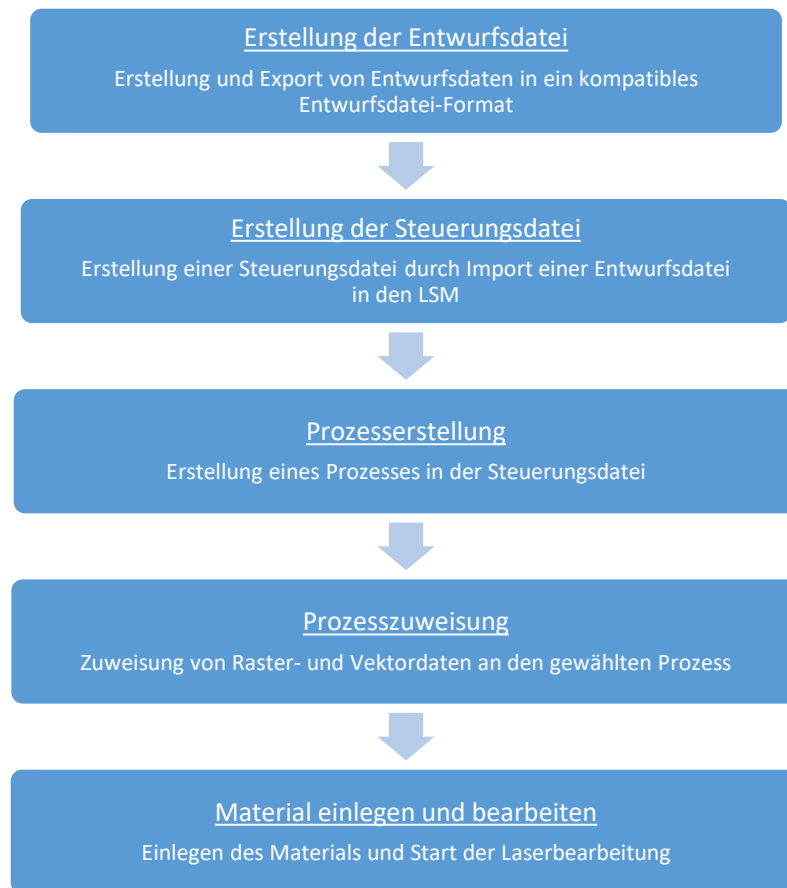 Erstellung der Entwurfsdatei
Erstellung und Export von Entwurfsdaten in ein kompatibles
Entwurfsdatei-Format
Erstellung der Steuerungsdatei
Erstellung einer Steuerungsdatei durch Import einer Entwurfsdatei
in den LSM
Prozesserstellung
Erstellung eines Prozesses in der Steuerungsdatei
Prozesszuweisung
Zuweisung von Raster- und Vektordaten an den gewählten Prozess
Material einlegen und bearbeiten
Einlegen des Materials und Start der Laserbearbeitung